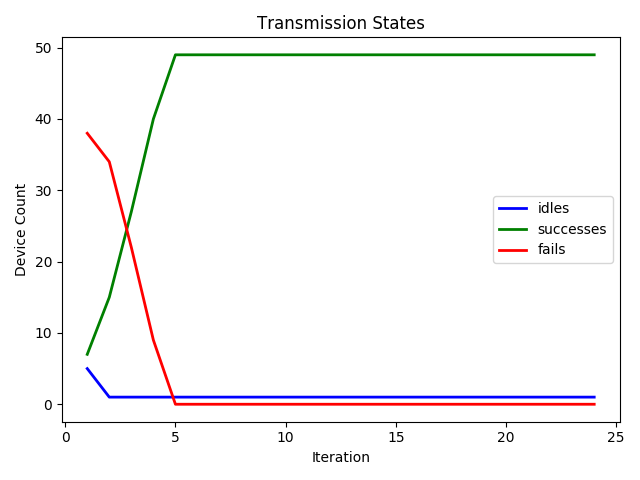 Transmission States
50
40
30
20
10
0
Device Count
idles
successes
fails
0 5 10 15 20 25
Iteration